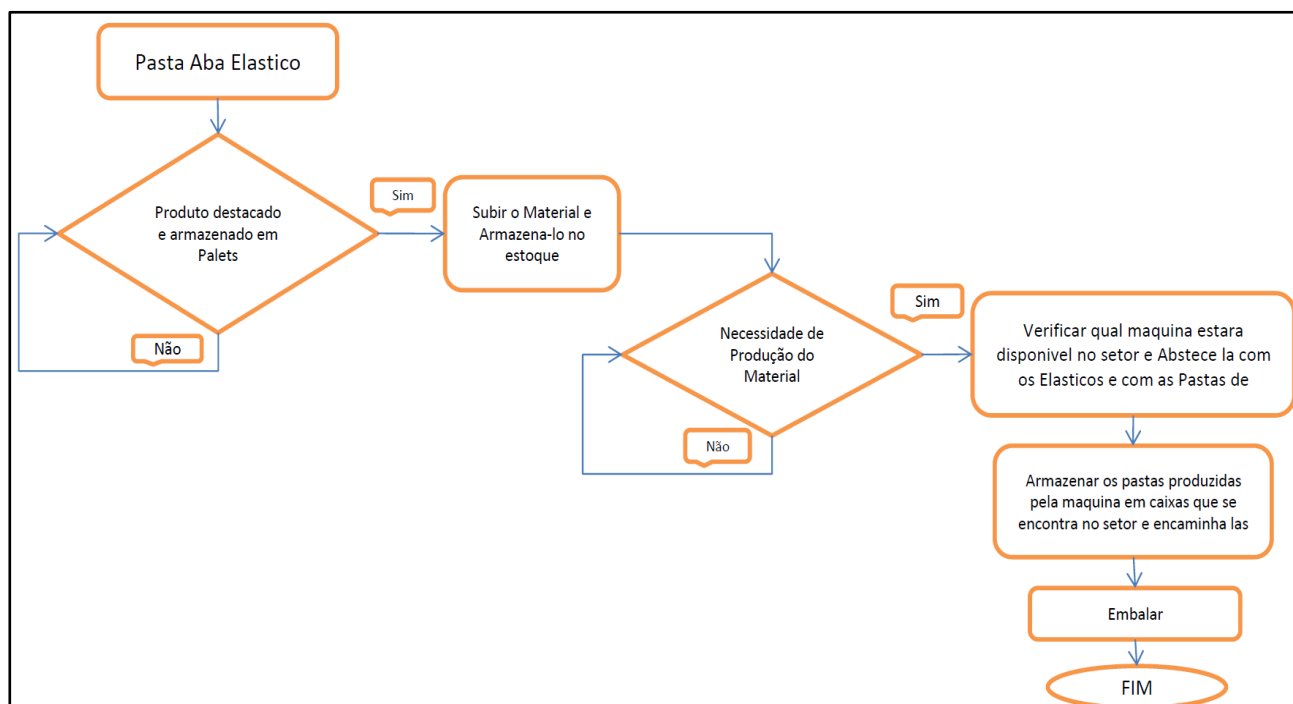 Pasta Aba Elastico
Produto destacado
e armazenado em
Palets
Sim
Não
Subir o Material e
Armazena-lo no
estoque
Necessidade de
Produção do
Material
Sim
Não
Verificar qual maquina estara
disponivel no setor e Abstece la com
os Elasticos e com as Pastas de
Armazenar os pastas produzidas
pela maquina em caixas que se
encontra no setor e encaminha las
Embalar
FIM